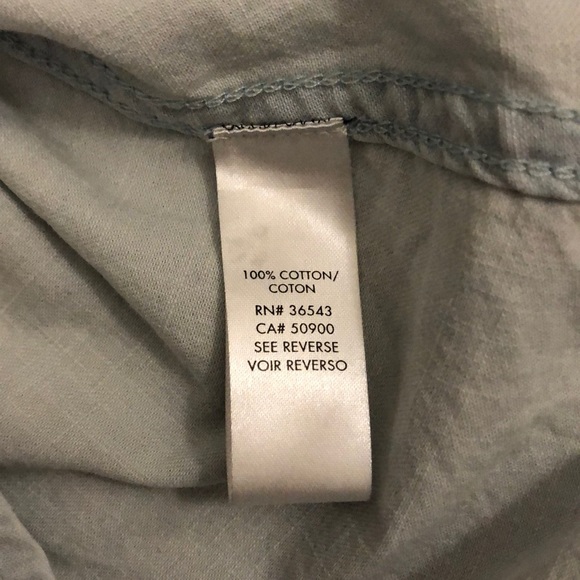 100% COTTON/
COTON
RN# 36543
CA# 50900
SEE REVERSE
VOIR REVERSO